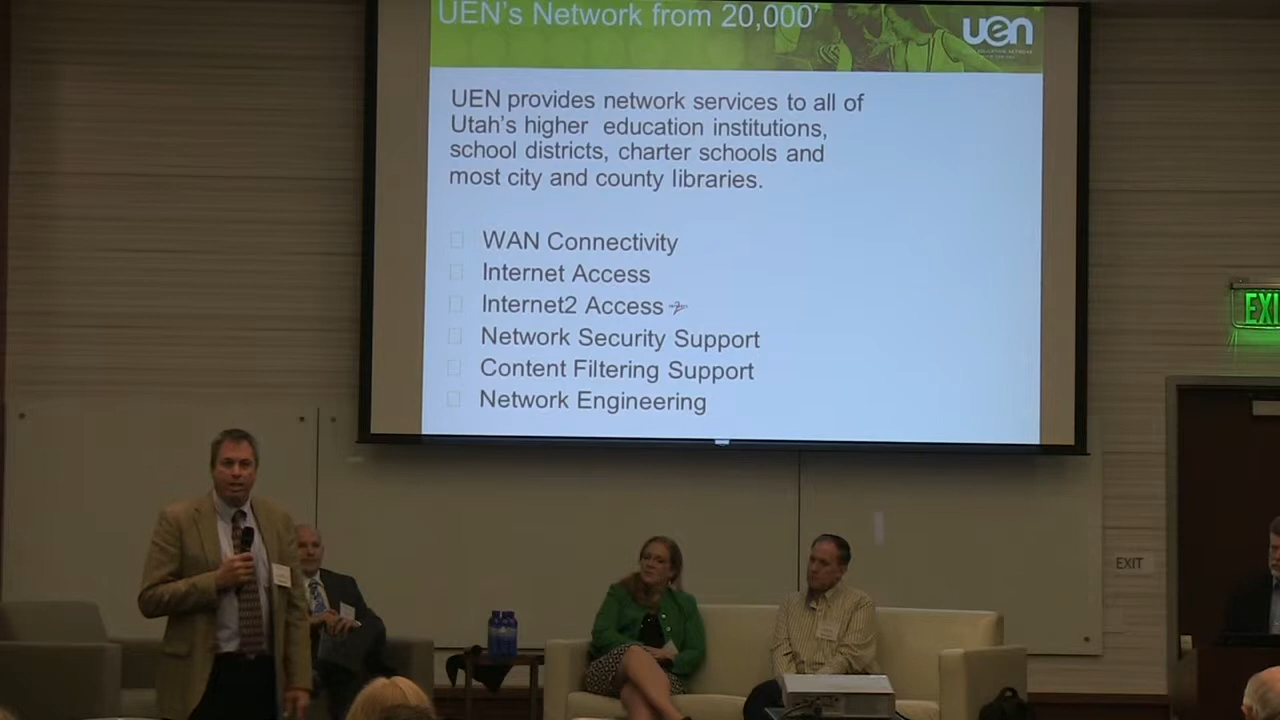 UEN's Network from 20,000'
uen
UEN provides network services to all of
Utah's higher education institutions,
school districts, charter schools and
most city and county libraries.
WAN Connectivity
Internet Access
Internet2 Access
Network Security Support
Content Filtering Support
Network Engineering
EXI
EXIT